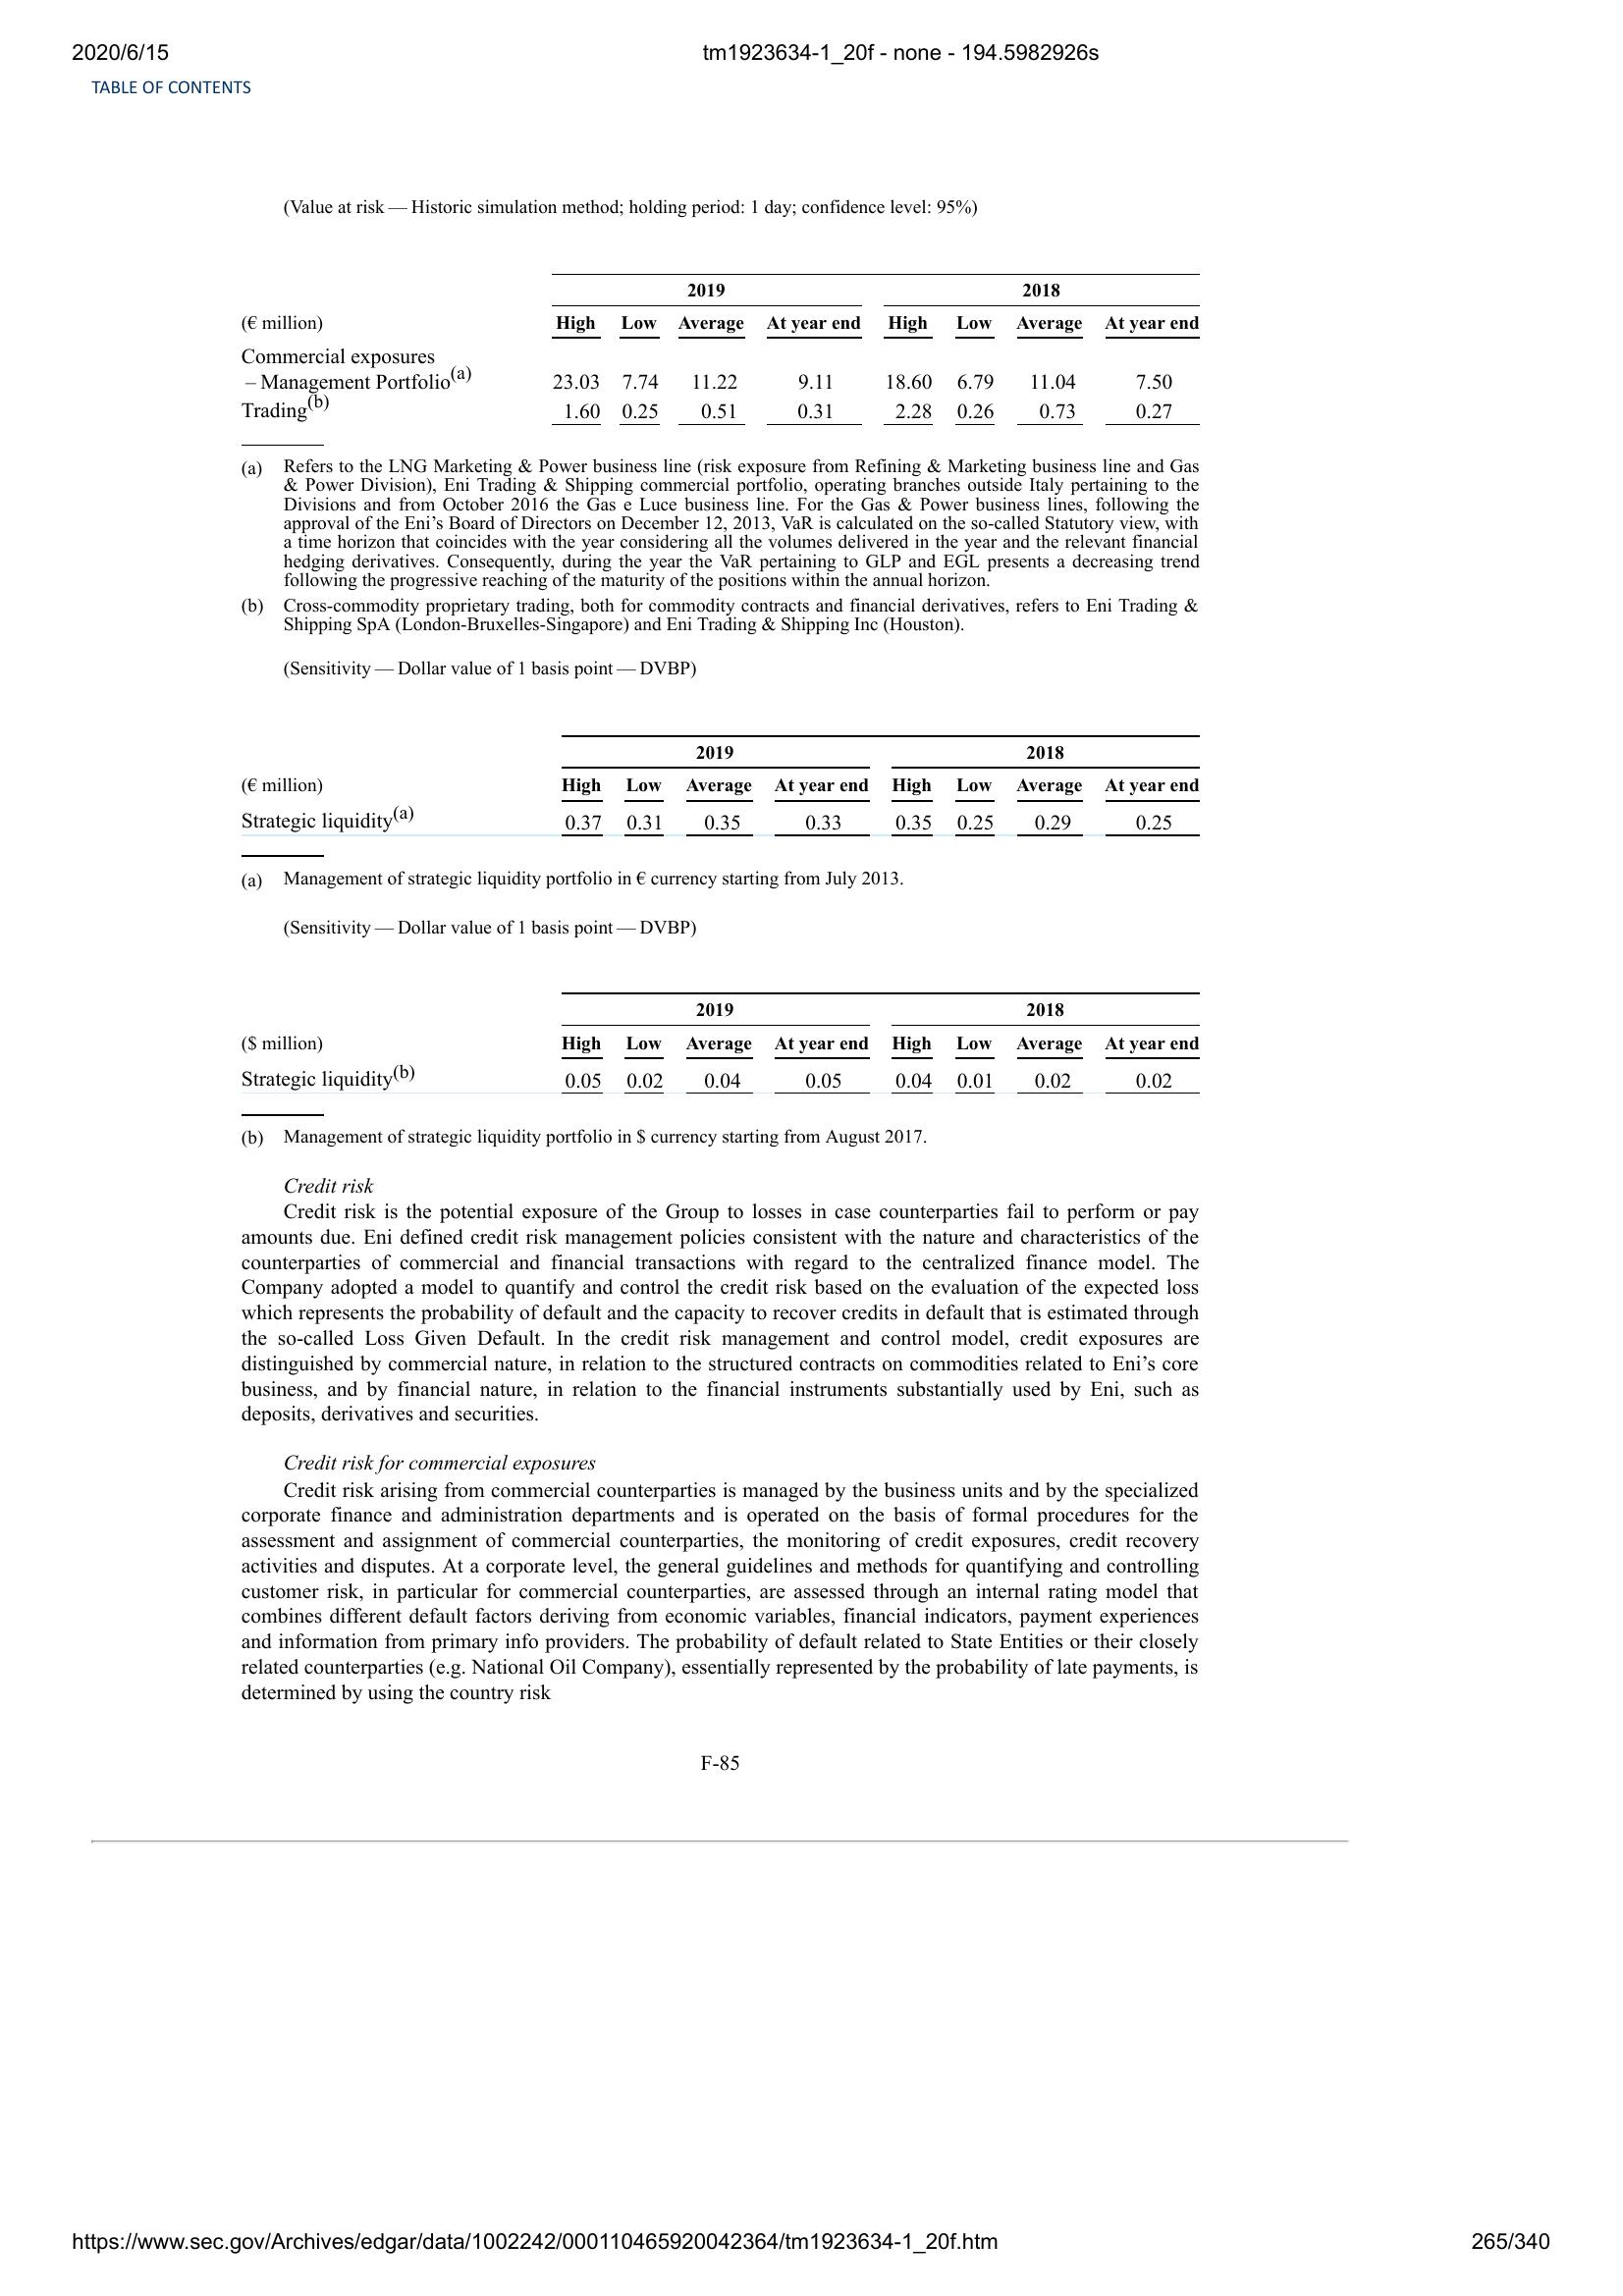 2020/6/15 tm1923634-1_20f - none - 194.5982926s
TABLE OF CONTENTS
(Value at risk — Historic simulation method; holding period: 1 day; confidence level: 95%)
2019 2018
(€ million) High Low Average At year end High Low Average At year end
Commercial exposures
– Management Portfolio(a) 23.03 7.74 11.22 9.11 18.60 6.79 11.04 7.50
Trading(b) 1.60 0.25 0.51 0.31 2.28 0.26 0.73 0.27
(a) Refers to the LNG Marketing & Power business line (risk exposure from Refining & Marketing business line and Gas
& Power Division), Eni Trading & Shipping commercial portfolio, operating branches outside Italy pertaining to the
Divisions and from October 2016 the Gas e Luce business line. For the Gas & Power business lines, following the
approval of the Eni’s Board of Directors on December 12, 2013, VaR is calculated on the so-called Statutory view, with
a time horizon that coincides with the year considering all the volumes delivered in the year and the relevant financial
hedging derivatives. Consequently, during the year the VaR pertaining to GLP and EGL presents a decreasing trend
following the progressive reaching of the maturity of the positions within the annual horizon.
(b) Cross-commodity proprietary trading, both for commodity contracts and financial derivatives, refers to Eni Trading &
Shipping SpA (London-Bruxelles-Singapore) and Eni Trading & Shipping Inc (Houston).
(Sensitivity — Dollar value of 1 basis point — DVBP)
2019 2018
(€ million) High Low Average At year end High Low Average At year end
Strategic liquidity(a) 0.37 0.31 0.35 0.33 0.35 0.25 0.29 0.25
(a) Management of strategic liquidity portfolio in € currency starting from July 2013.
(Sensitivity — Dollar value of 1 basis point — DVBP)
2019 2018
($ million) High Low Average At year end High Low Average At year end
Strategic liquidity(b) 0.05 0.02 0.04 0.05 0.04 0.01 0.02 0.02
(b) Management of strategic liquidity portfolio in $ currency starting from August 2017.
Credit risk
Credit risk is the potential exposure of the Group to losses in case counterparties fail to perform or pay
amounts due. Eni defined credit risk management policies consistent with the nature and characteristics of the
counterparties of commercial and financial transactions with regard to the centralized finance model. The
Company adopted a model to quantify and control the credit risk based on the evaluation of the expected loss
which represents the probability of default and the capacity to recover credits in default that is estimated through
the so-called Loss Given Default. In the credit risk management and control model, credit exposures are
distinguished by commercial nature, in relation to the structured contracts on commodities related to Eni’s core
business, and by financial nature, in relation to the financial instruments substantially used by Eni, such as
deposits, derivatives and securities.
Credit risk for commercial exposures
Credit risk arising from commercial counterparties is managed by the business units and by the specialized
corporate finance and administration departments and is operated on the basis of formal procedures for the
assessment and assignment of commercial counterparties, the monitoring of credit exposures, credit recovery
activities and disputes. At a corporate level, the general guidelines and methods for quantifying and controlling
customer risk, in particular for commercial counterparties, are assessed through an internal rating model that
combines different default factors deriving from economic variables, financial indicators, payment experiences
and information from primary info providers. The probability of default related to State Entities or their closely
related counterparties (e.g. National Oil Company), essentially represented by the probability of late payments, is
determined by using the country risk
F-85
https://www.sec.gov/Archives/edgar/data/1002242/000110465920042364/tm1923634-1_20f.htm 265/340